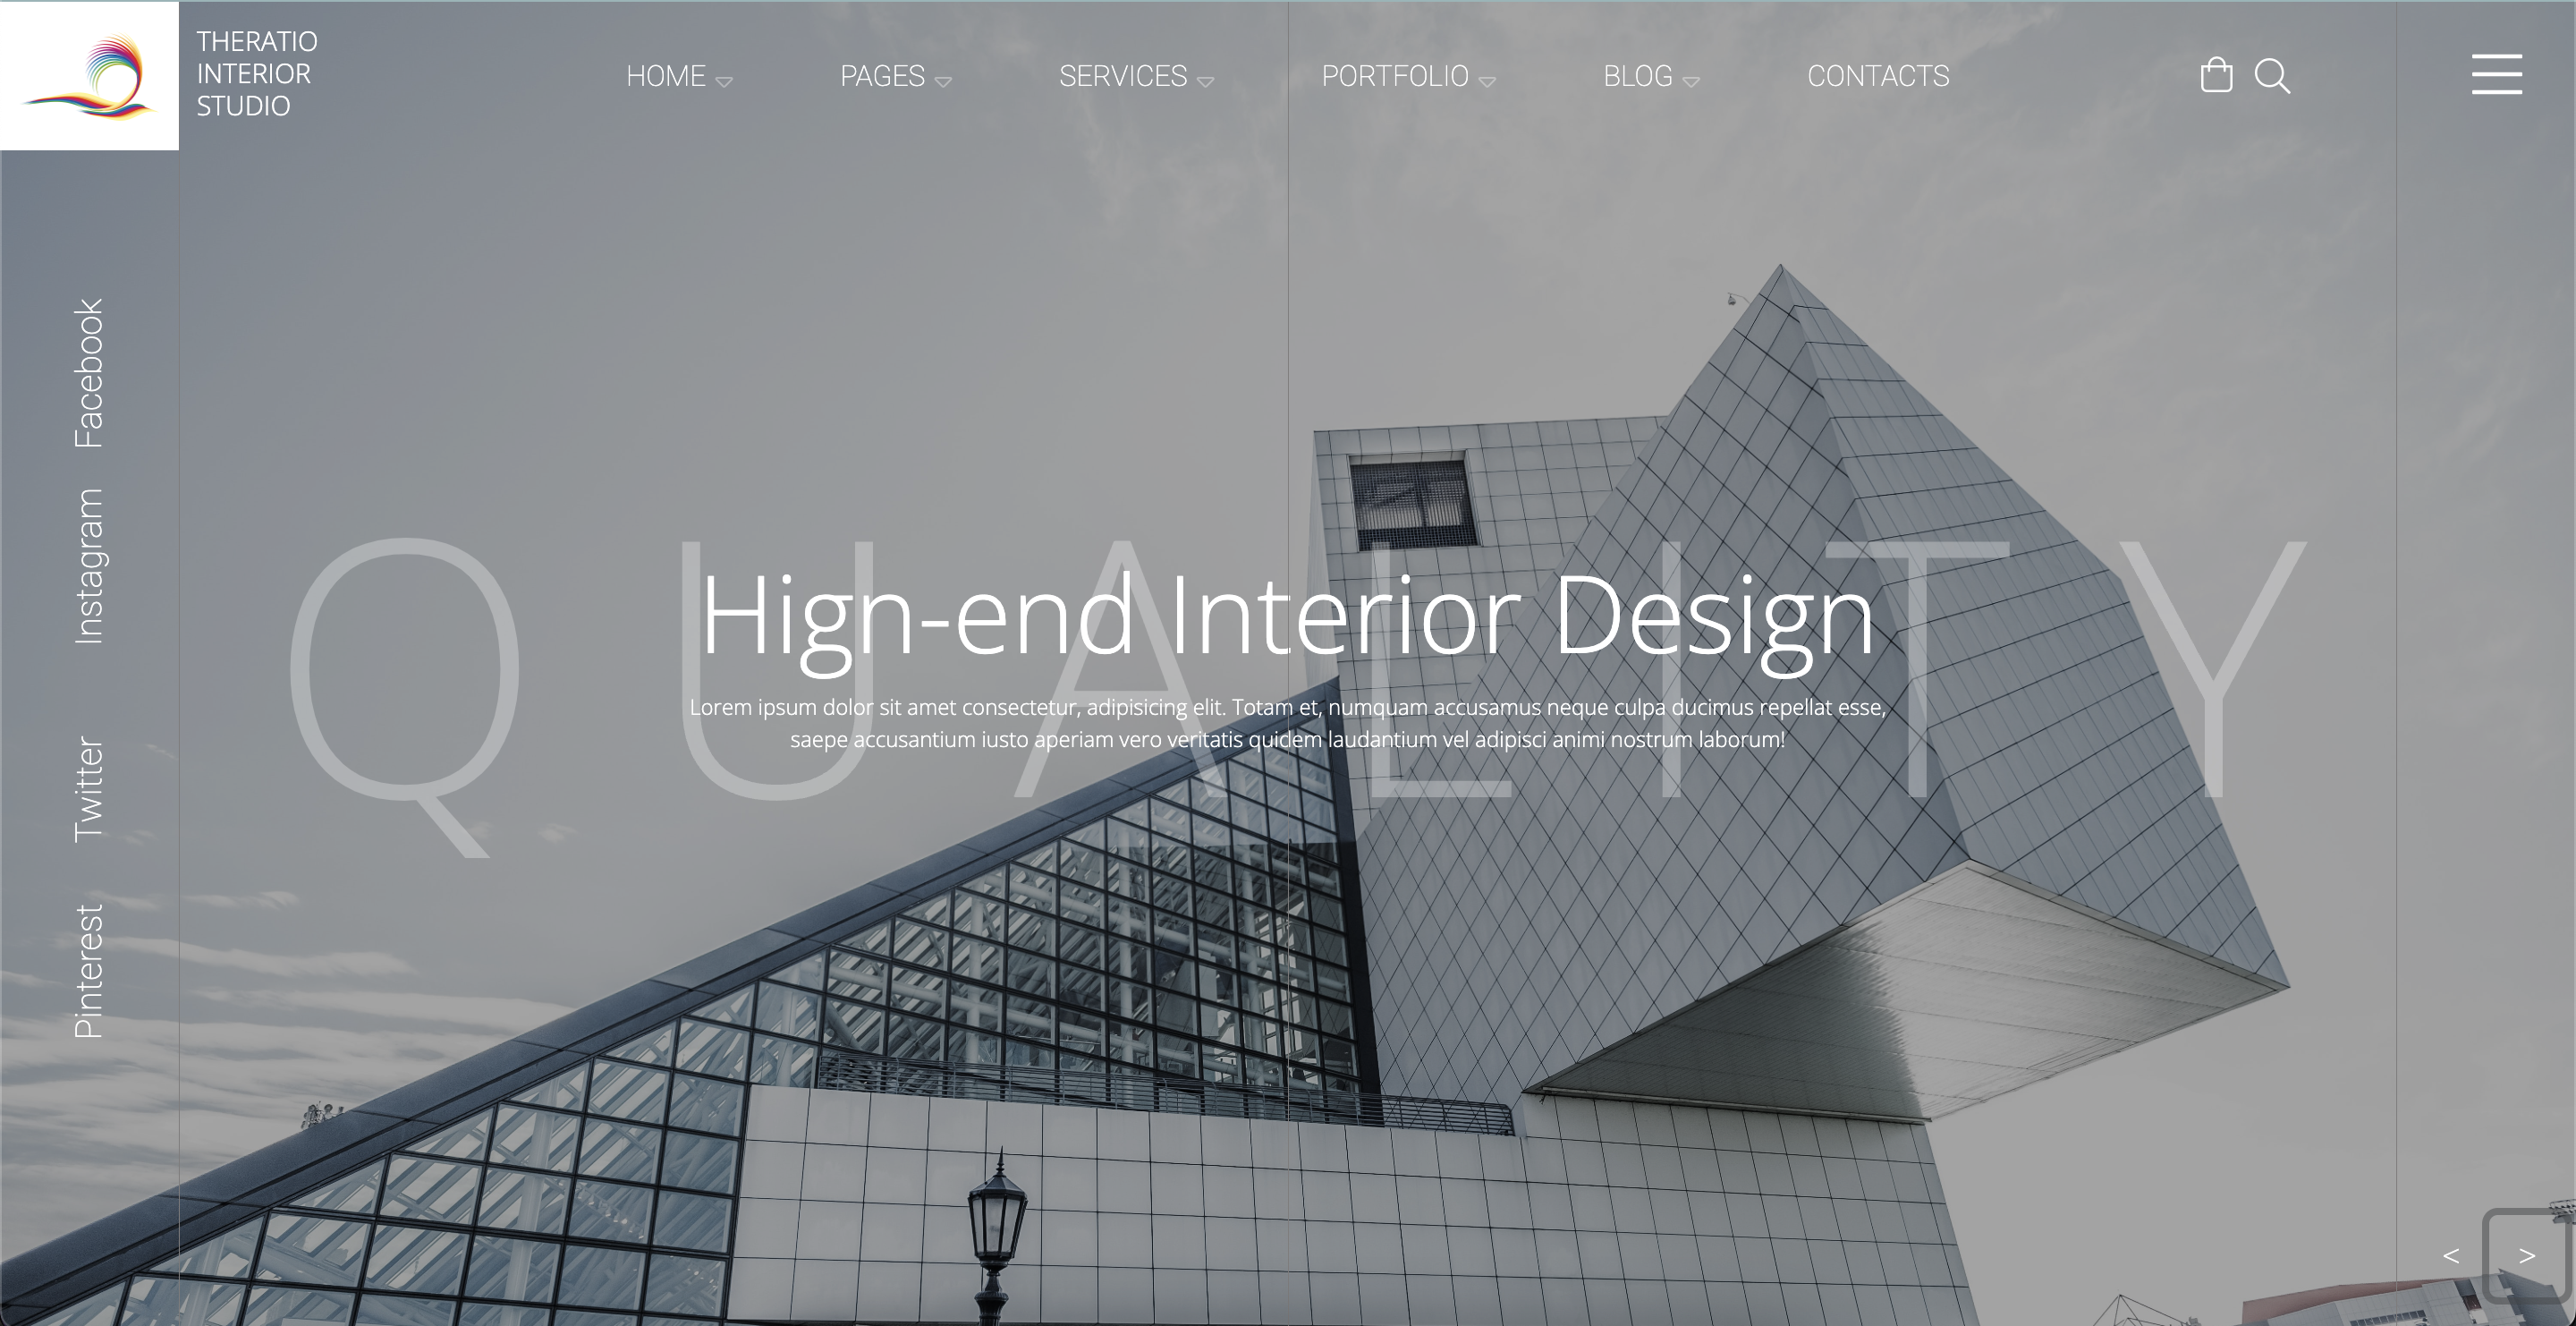 THERATIO
INTERIOR
STUDIO
HOME
PAGES
SERVICES
PORTFOLIO
BLOG
CONTACTS
Facebook
Instagram
Twitter
Pinterest
QUALITY
Hign-end Interior Design
Lorem ipsum dolor sit amet consectetur, adipisicing elit. Totam et, numquam accusamus neque culpa ducimus repellat esse,
saepe accusantium iusto aperiam vero veritatis quidem laudantium vel adipisci animi nostrum laborum!
< >